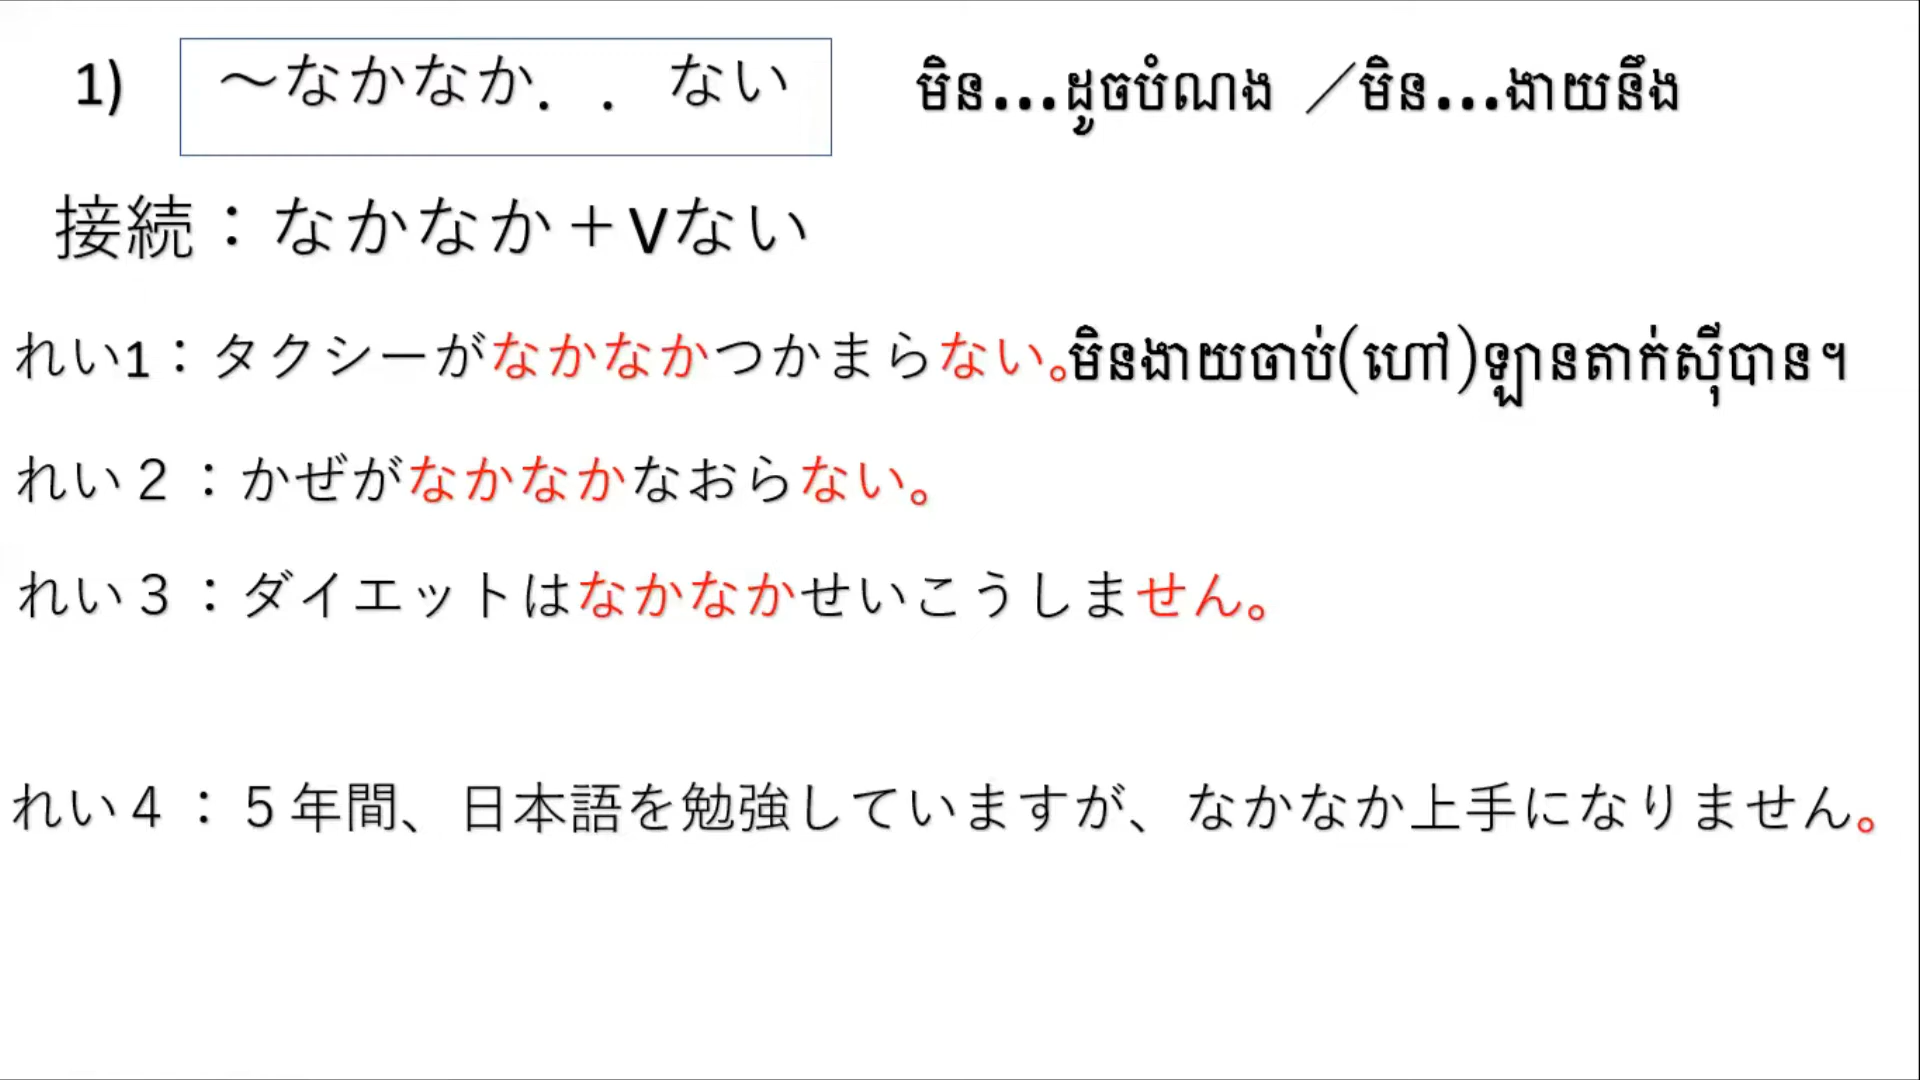 1) ～なかなか．． ない មិន...ដូចបំណង ／មិន...ងាយនឹង
接続：なかなか＋Vない
れい1：タクシーがなかなかつかまらない。មិនងាយចាប់(ហៅ)ឡានតាក់ស៊ីបាន។
れい２：かぜがなかなかなおらない。
れい３：ダイエットはなかなかせいこうしません。
れい４：５年間、日本語を勉強していますが、なかなか上手になりません。